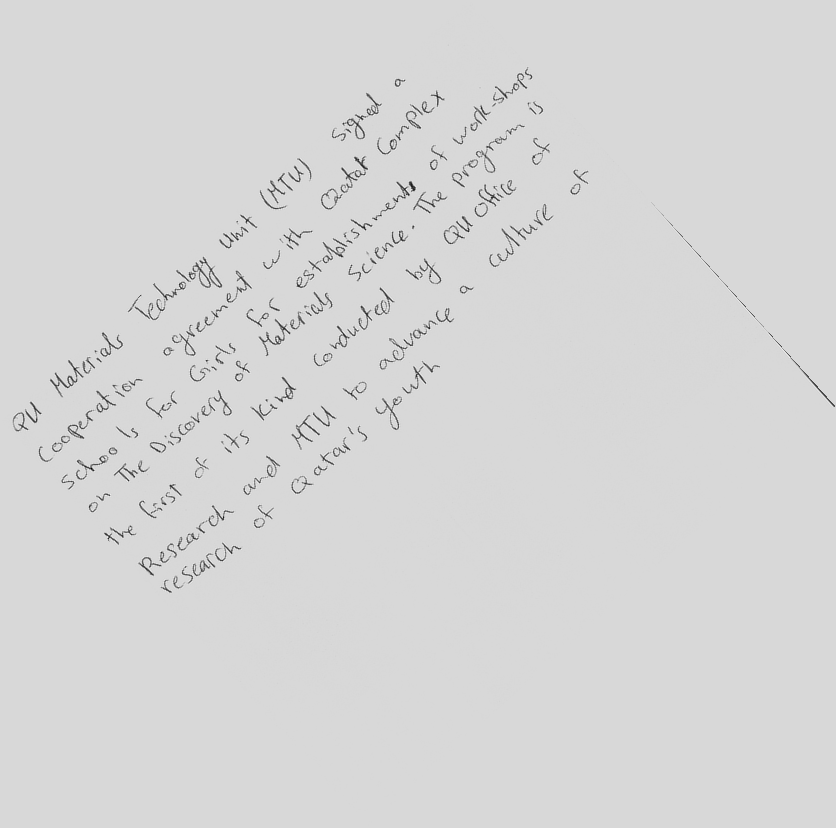 QU Materials Technology Unit (MTU) signed a
Cooperation agreement with Qatar Complex
schools for Girls for establishments of work-shops
on The Discovery of Materials Science. The program is
the first of its kind conducted by QU Office of
Research and MTU to advance a culture of
research of Qatar's youth